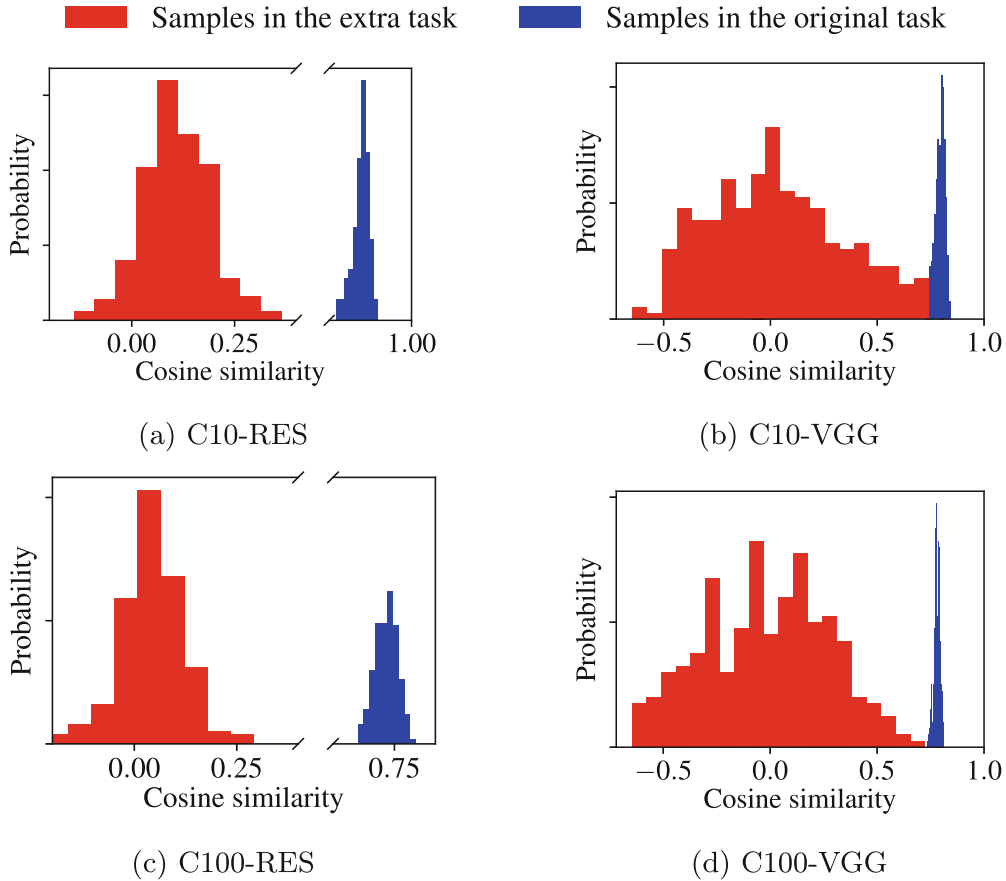 Samples in the extra task Samples in the original task
Probability
Probability
0.00 0.25 1.00
−0.5 0.0 0.5 1.0
Cosine similarity
Cosine similarity
(a) C10-RES
(b) C10-VGG
Probability
Probability
0.00 0.25 0.75
−0.5 0.0 0.5 1.0
Cosine similarity
Cosine similarity
(c) C100-RES
(d) C100-VGG